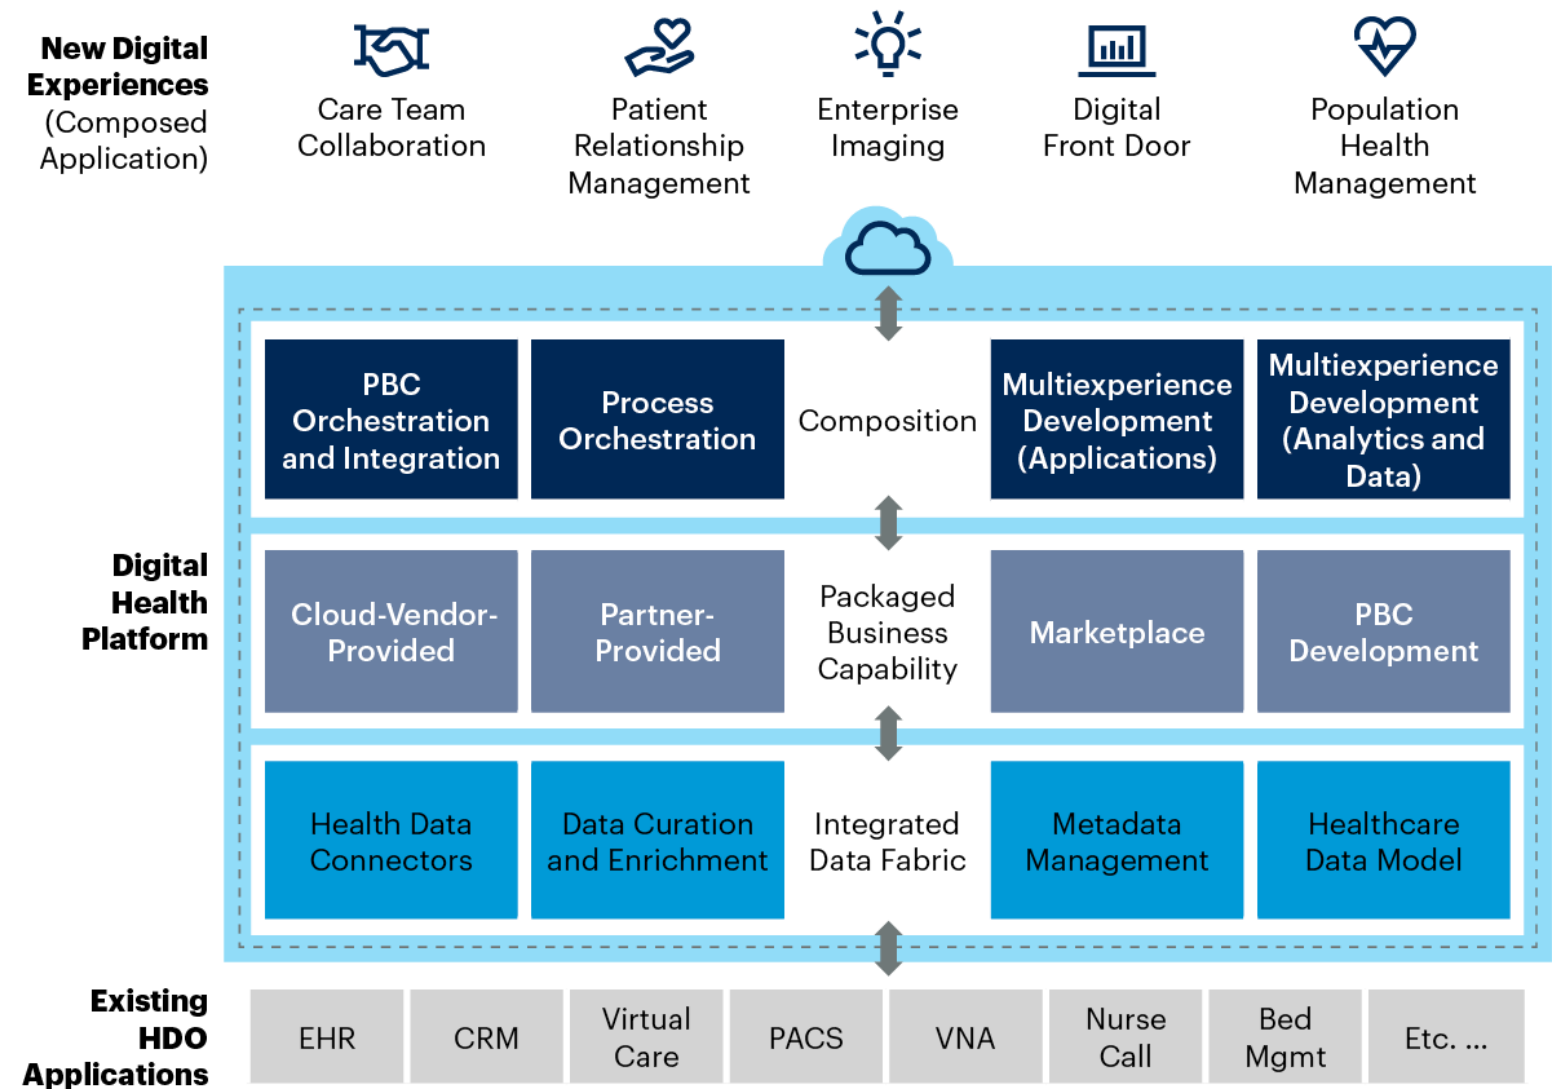 New Digital
Experiences
(Composed
Application)
Care Team
Collaboration
Patient
Relationship
Management
Enterprise
Imaging
Digital
Front Door
Population
Health
Management
Digital
Health
Platform
PBC
Orchestration
and Integration
Process
Orchestration
Composition
Multiexperience
Development
(Applications)
Multiexperience
Development
(Analytics and
Data)
Cloud-Vendor-
Provided
Partner-
Provided
Packaged
Business
Capability
Marketplace
PBC
Development
Health Data
Connectors
Data Curation
and Enrichment
Integrated
Data Fabric
Metadata
Management
Healthcare
Data Model
Existing
HDO
Applications
EHR
CRM
Virtual
Care
PACS
VNA
Nurse
Call
Bed
Mgmt
Etc. ...